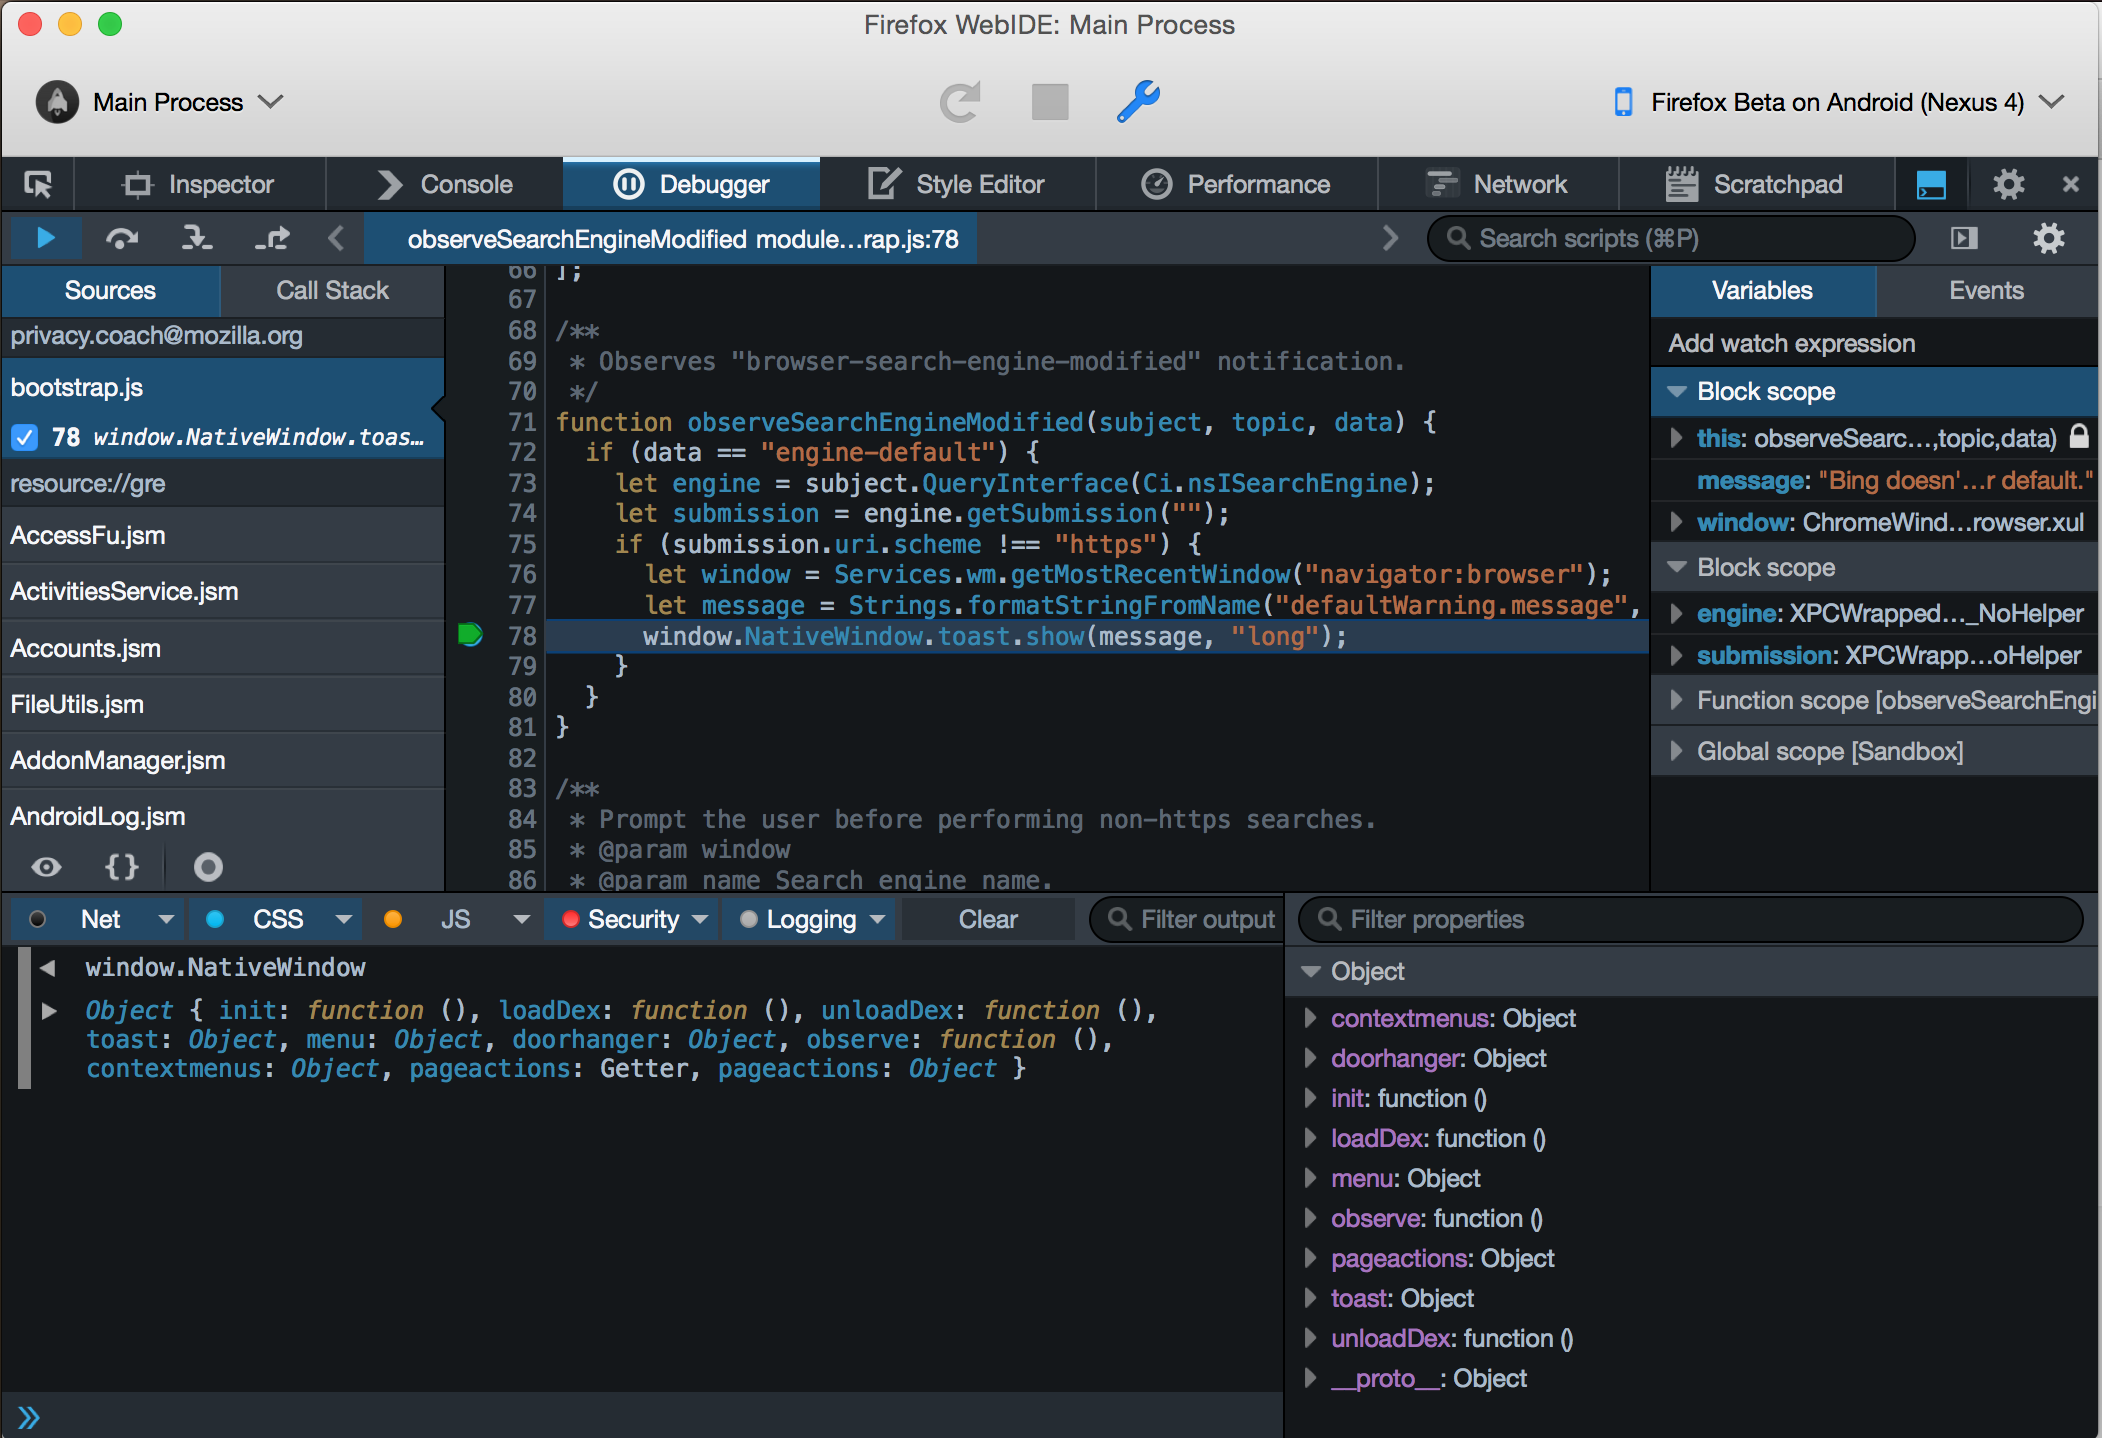 Firefox WebIDE: Main Process
Main Process
Firefox Beta on Android (Nexus 4)
Inspector
Console
Debugger
Style Editor
Performance
Network
Scratchpad
observeSearchEngineModified module...rap.js:78
Search scripts (⌘P)
Sources
Call Stack
privacy.coach@mozilla.org
bootstrap.js
78 window.NativeWindow.toas…
resource://gre
AccessFu.jsm
ActivitiesService.jsm
Accounts.jsm
FileUtils.jsm
AddonManager.jsm
AndroidLog.jsm
66 ];
67
68 /**
69  * Observes "browser-search-engine-modified" notification.
70  */
71 function observeSearchEngineModified(subject, topic, data) {
72   if (data == "engine-default") {
73     let engine = subject.QueryInterface(Ci.nsISearchEngine);
74     let submission = engine.getSubmission("");
75     if (submission.uri.scheme !== "https") {
76       let window = Services.wm.getMostRecentWindow("navigator:browser");
77       let message = Strings.formatStringFromName("defaultWarning.message",
78       window.NativeWindow.toast.show(message, "long");
79     }
80   }
81 }
82
83 /**
84  * Prompt the user before performing non-https searches.
85  * @param window
86  * @param name Search engine name.
Variables
Events
Add watch expression
Block scope
this: observeSearc…,topic,data)
message: "Bing doesn'…r default."
window: ChromeWind…rowser.xul
Block scope
engine: XPCWrapped…_NoHelper
submission: XPCWrapp…oHelper
Function scope [observeSearchEngi
Global scope [Sandbox]
Net
CSS
JS
Security
Logging
Clear
Filter output
Filter properties
window.NativeWindow
Object { init: function (), loadDex: function (), unloadDex: function (),
toast: Object, menu: Object, doorhanger: Object, observe: function (),
contextmenus: Object, pageactions: Getter, pageactions: Object }
Object
contextmenus: Object
doorhanger: Object
init: function ()
loadDex: function ()
menu: Object
observe: function ()
pageactions: Object
toast: Object
unloadDex: function ()
__proto__: Object